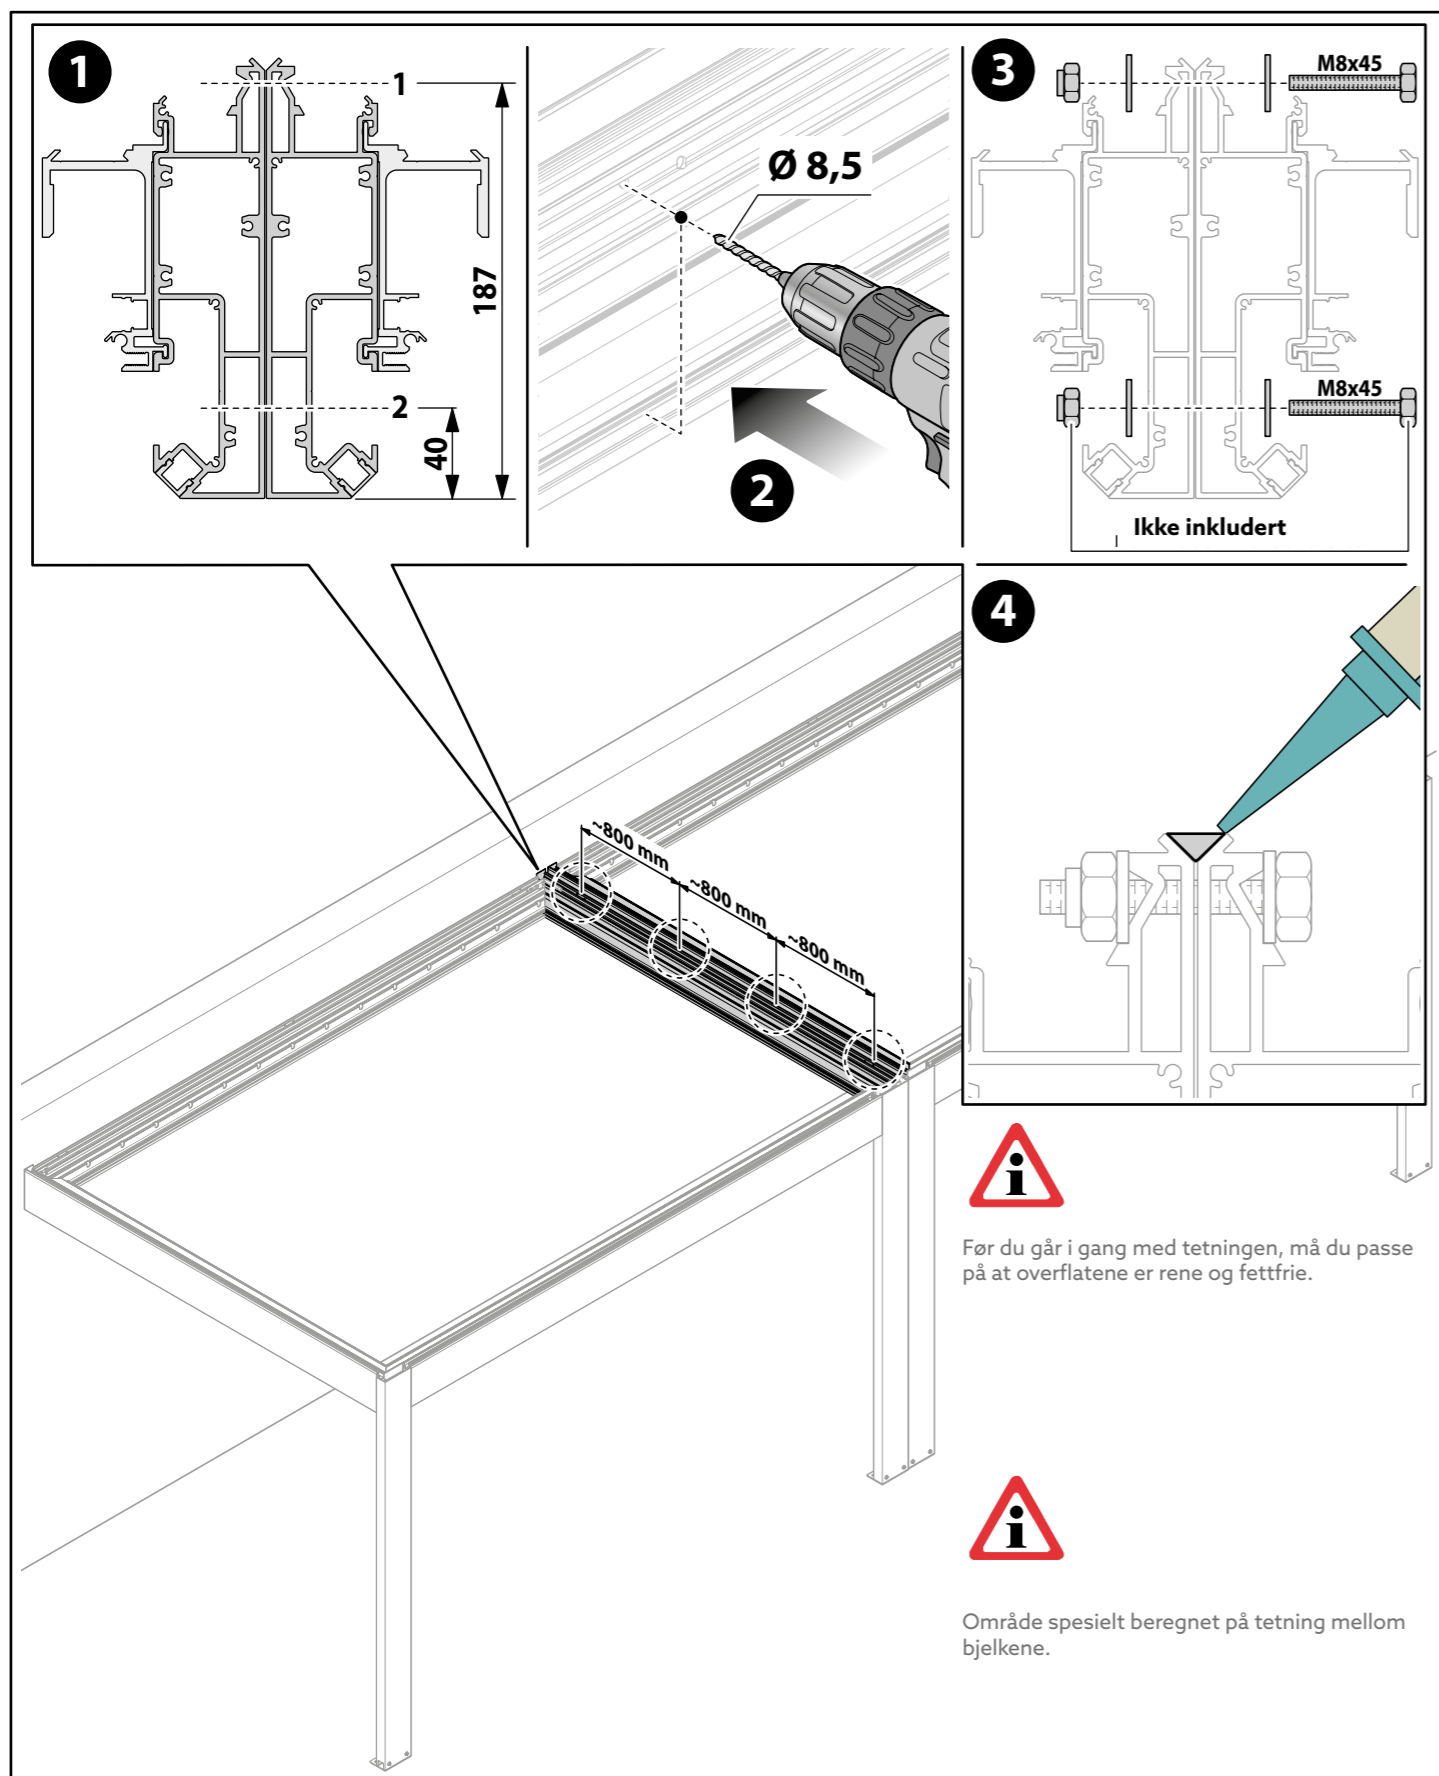 1
1
187
2
40
Ø 8,5
2
3
M8x45
M8x45
Ikke inkludert
4
~800 mm
~800 mm
~800 mm
i
Før du går i gang med tetningen, må du passe
på at overflatene er rene og fettfrie.
i
Område spesielt beregnet på tetning mellom
bjelkene.